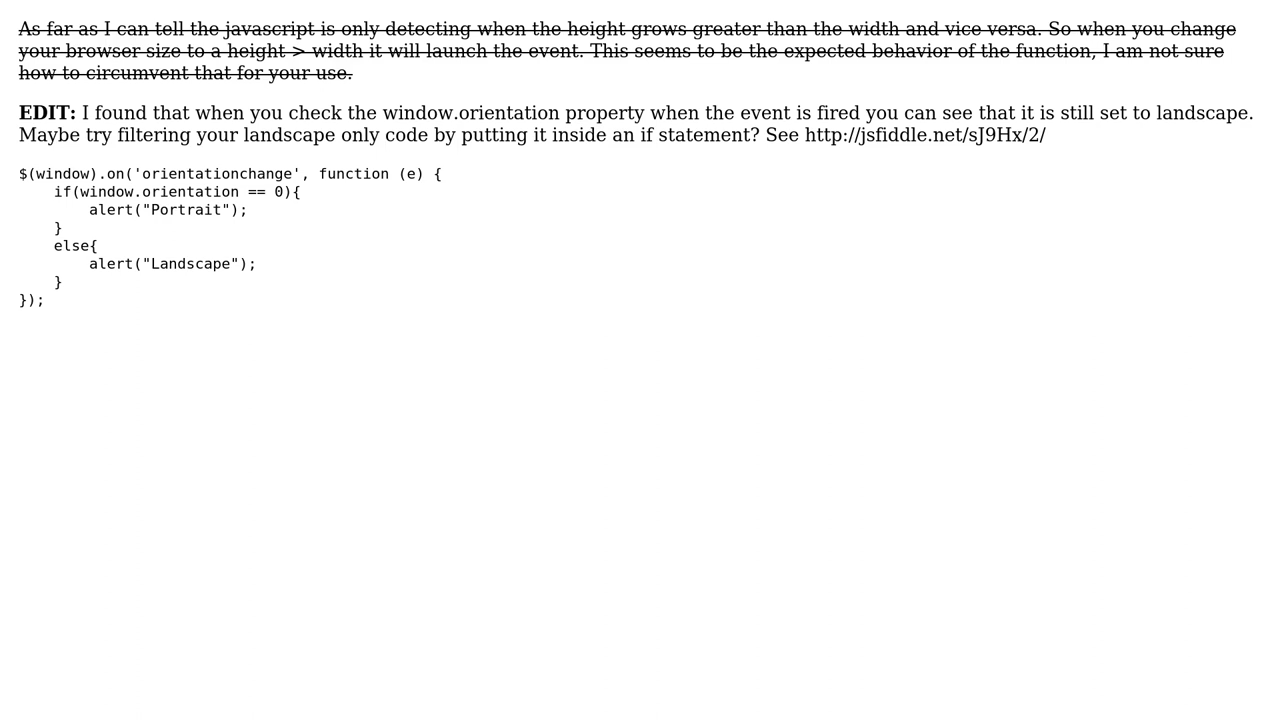 As far as I can tell the javascript is only detecting when the height grows greater than the width and vice versa. So when you change
your browser size to a height > width it will launch the event. This seems to be the expected behavior of the function, I am not sure
how to circumvent that for your use.
EDIT: I found that when you check the window.orientation property when the event is fired you can see that it is still set to landscape.
Maybe try filtering your landscape only code by putting it inside an if statement? See http://jsfiddle.net/sJ9Hx/2/
$(window).on('orientationchange', function (e) {
    if(window.orientation == 0){
        alert("Portrait");
    }
    else{
        alert("Landscape");
    }
});